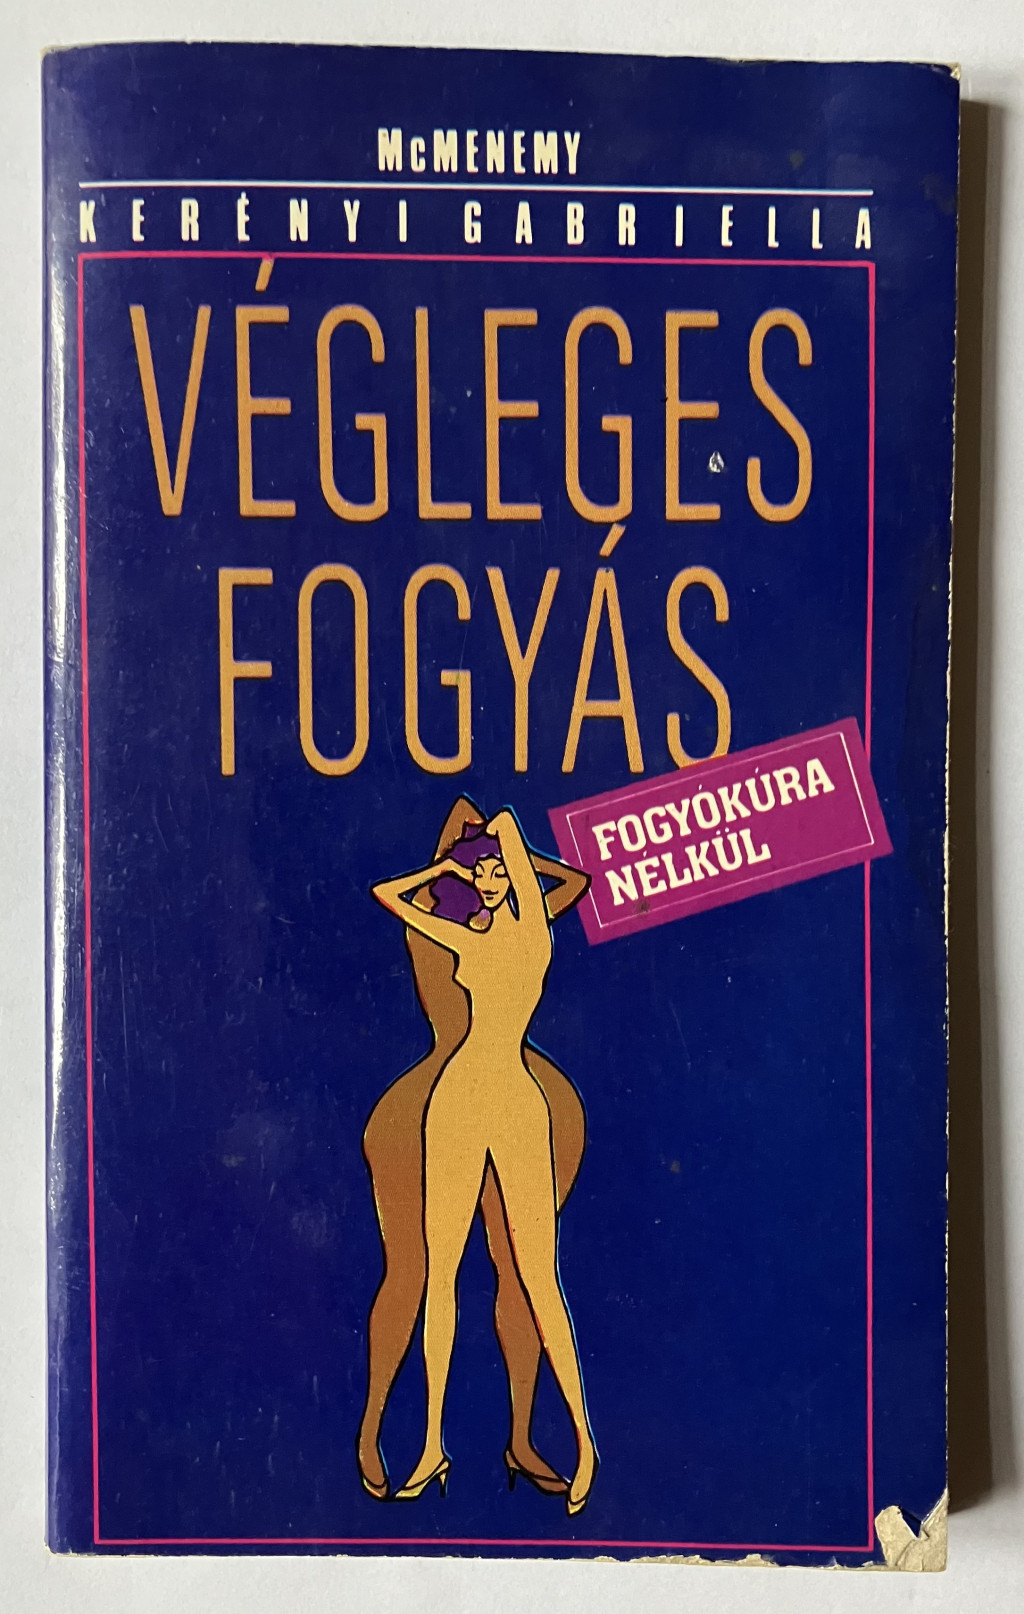 McMENEMY
KERÉNYI GABRIELLA
VÉGLEGES
FOGYÁS
FOGYÓKÚRA
NÉLKÜL